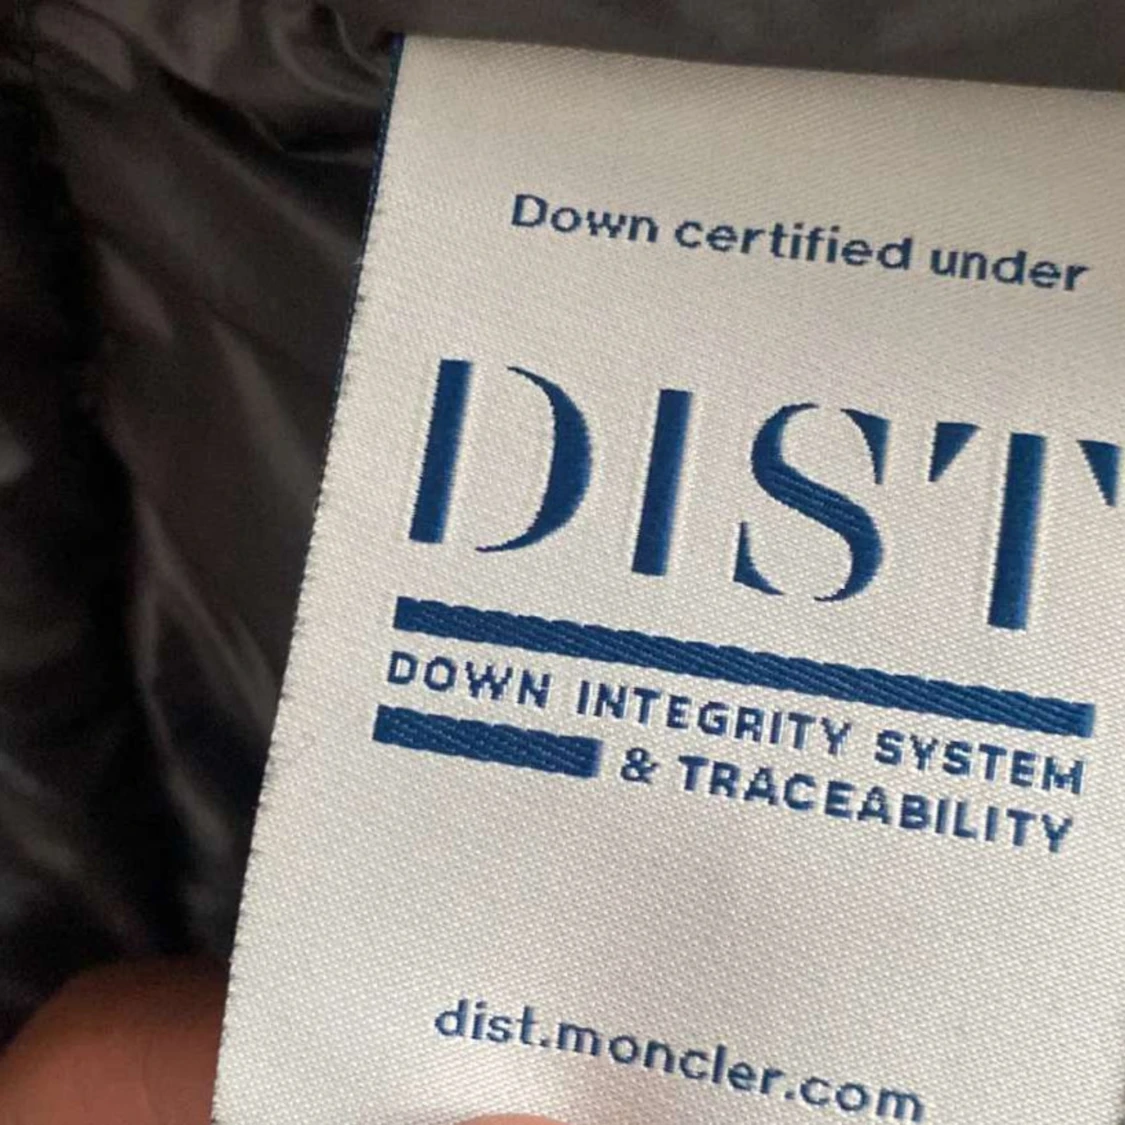 Down certified under
DIST
DOWN INTEGRITY SYSTEM
& TRACEABILITY
dist.moncler.com